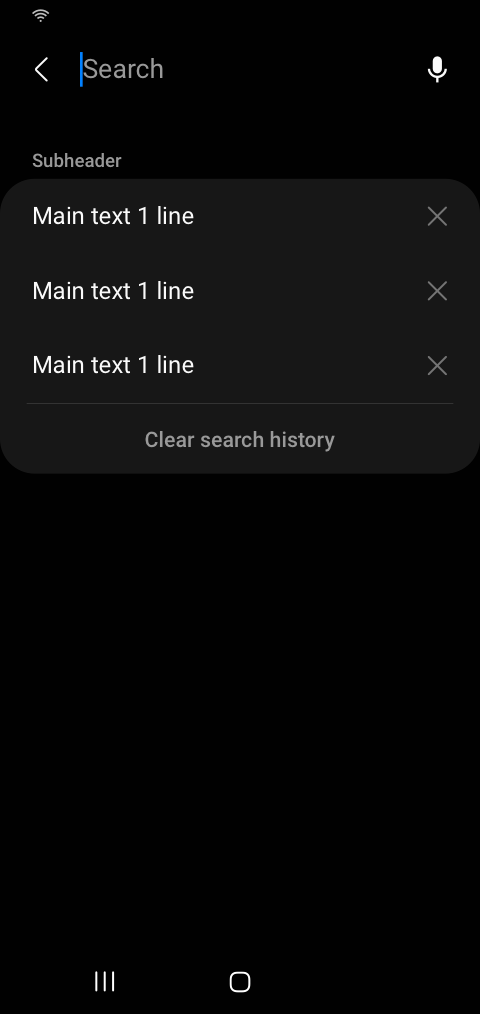 Search
Subheader
Main text 1 line
Main text 1 line
Main text 1 line
Clear search history